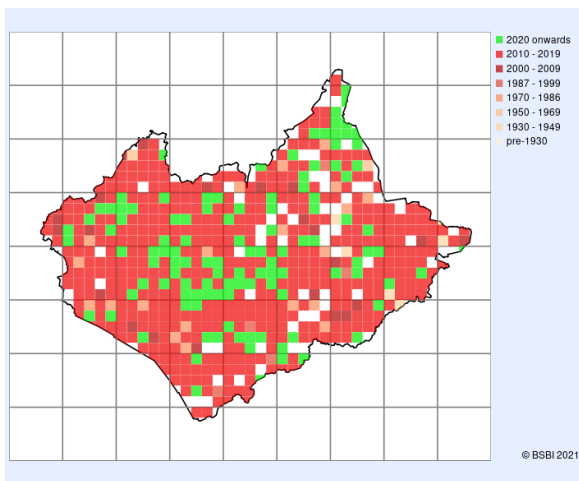 2020 onwards
2010 - 2019
2000 - 2009
1987 - 1999
1970 - 1986
1950 - 1969
1930 - 1949
pre-1930
© BSBI 2021